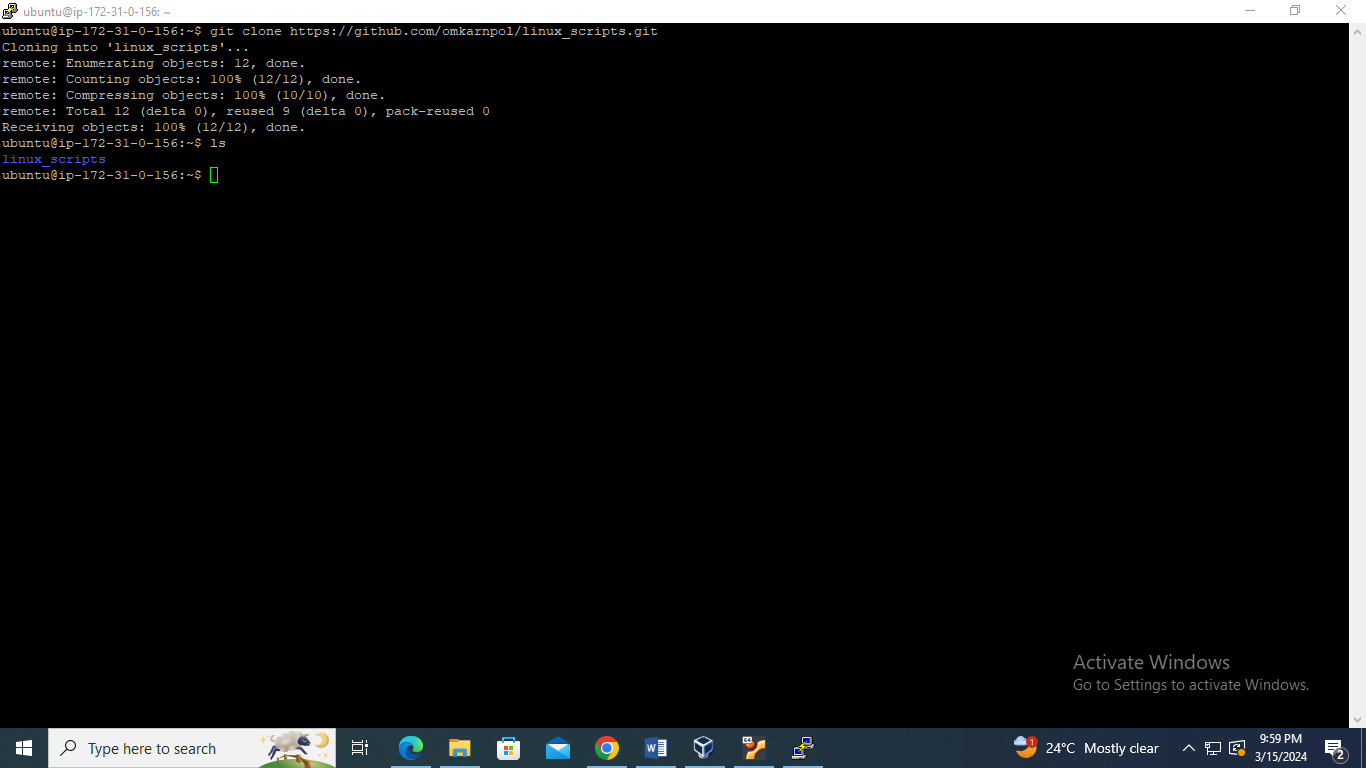 ubuntu@ip-172-31-0-156: ~
ubuntu@ip-172-31-0-156:~$ git clone https://github.com/omkarnpol/linux_scripts.git
Cloning into 'linux_scripts'...
remote: Enumerating objects: 12, done.
remote: Counting objects: 100% (12/12), done.
remote: Compressing objects: 100% (10/10), done.
remote: Total 12 (delta 0), reused 9 (delta 0), pack-reused 0
Receiving objects: 100% (12/12), done.
ubuntu@ip-172-31-0-156:~$ ls
linux_scripts
ubuntu@ip-172-31-0-156:~$
Activate Windows
Go to Settings to activate Windows.
Type here to search
1
24°C Mostly clear
9:59 PM
3/15/2024
2